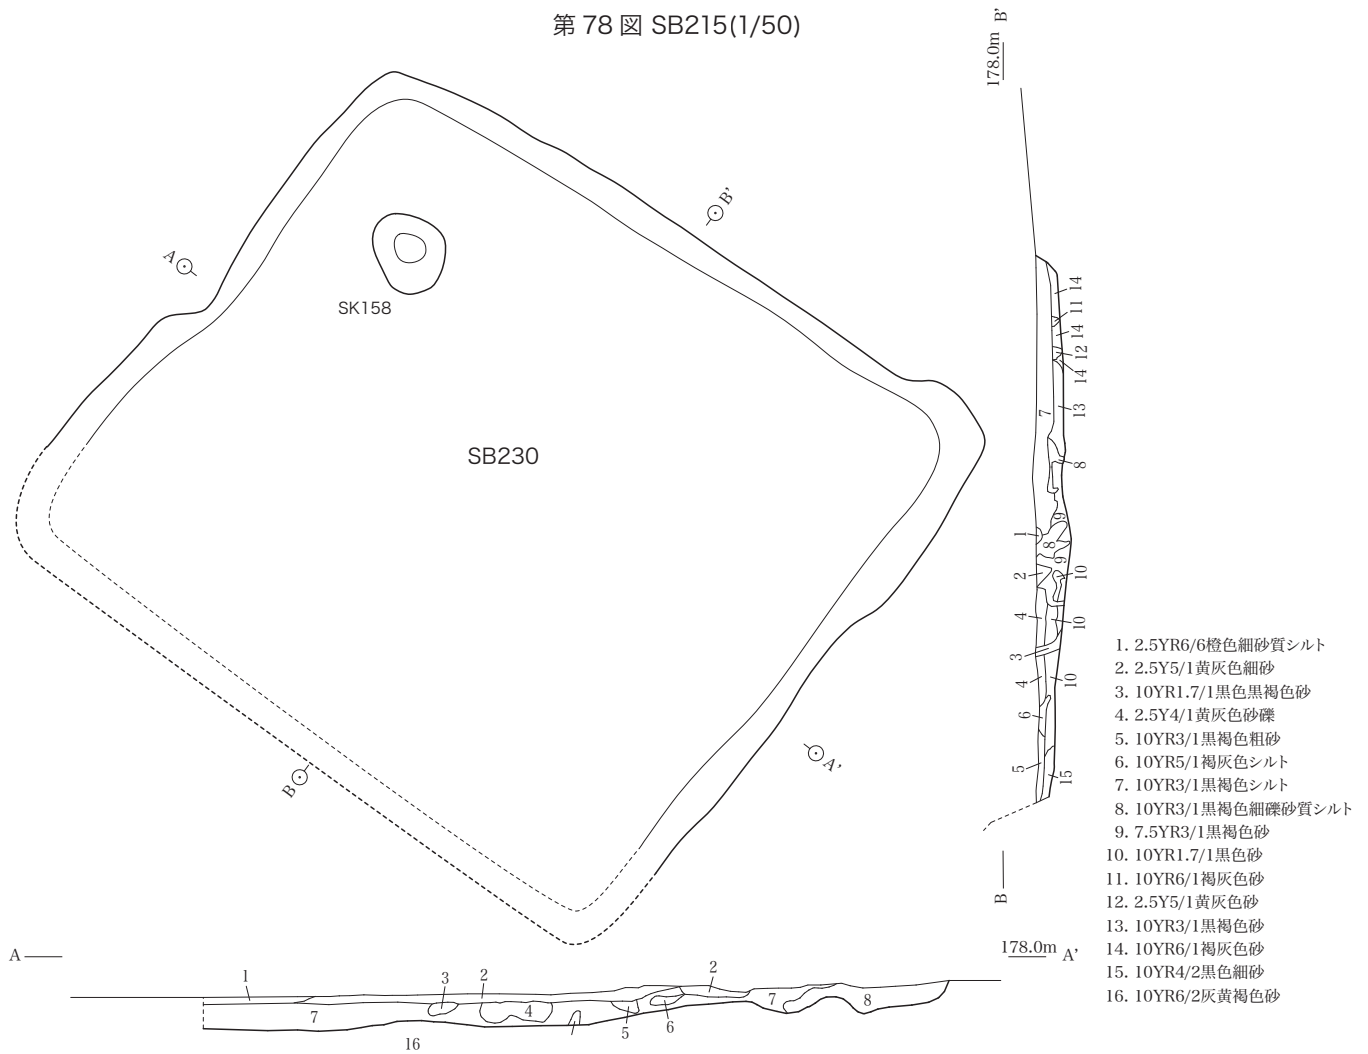 第 78 図 SB215(1/50)
B'
178.0m
B'
A
SK158
SB230
A'
B
14
11
14
12
14
7
13
8
9
1
8
9
2
10
4
10
3
4
10
6
5
15
B
1. 2.5YR6/6橙色細砂質シルト
2. 2.5Y5/1黄灰色細砂
3. 10YR1.7/1黒色黒褐色砂
4. 2.5Y4/1黄灰色砂礫
5. 10YR3/1黒褐色粗砂
6. 10YR5/1褐灰色シルト
7. 10YR3/1黒褐色シルト
8. 10YR3/1黒褐色細礫砂質シルト
9. 7.5YR3/1黒褐色砂
10. 10YR1.7/1黒色砂
11. 10YR6/1褐灰色砂
12. 2.5Y5/1黄灰色砂
13. 10YR3/1黒褐色砂
14. 10YR6/1褐灰色砂
15. 10YR4/2黒色細砂
16. 10YR6/2灰黄褐色砂
A
178.0m A'
1
3
2
2
7
4
5
6
7
8
16